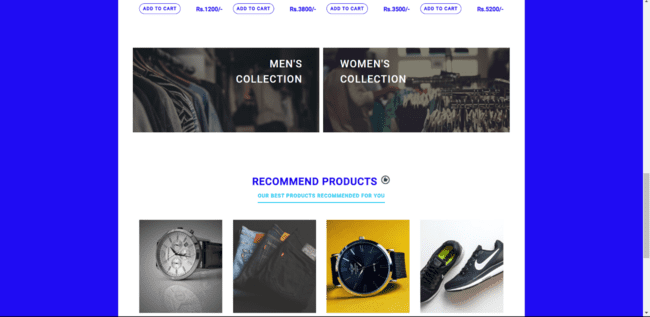 ADD TO CART Rs.1200/- ADD TO CART Rs.3800/- ADD TO CART Rs.3500/- ADD TO CART Rs.5200/-
MEN'S
COLLECTION
WOMEN'S
COLLECTION
RECOMMEND PRODUCTS
OUR BEST PRODUCTS RECOMMENDED FOR YOU